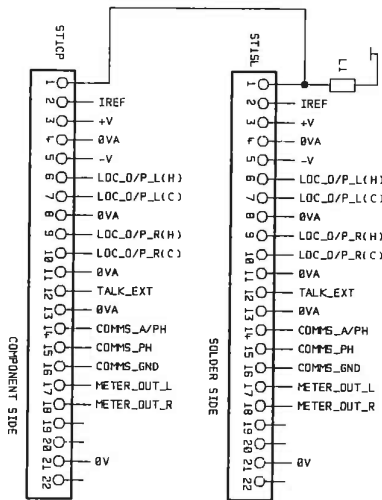 ST1CP
1
2 IREF
3 +V
4 0VA
5 -V
6 LOC_O/P_L(H)
7 LOC_O/P_L(C)
8 0VA
9 LOC_O/P_R(H)
10 LOC_O/P_R(C)
11 0VA
12 TALK_EXT
13 0VA
14 COMMS_A/PH
15 COMMS_PH
16 COMMS_GND
17 METER_OUT_L
18 METER_OUT_R
19
20
21 0V
22
COMPONENT SIDE
ST1SL
L1
1
2 IREF
3 +V
4 0VA
5 -V
6 LOC_O/P_L(H)
7 LOC_O/P_L(C)
8 0VA
9 LOC_O/P_R(H)
10 LOC_O/P_R(C)
11 0VA
12 TALK_EXT
13 0VA
14 COMMS_A/PH
15 COMMS_PH
16 COMMS_GND
17 METER_OUT_L
18 METER_OUT_R
19
20
21 0V
22
SOLDER SIDE